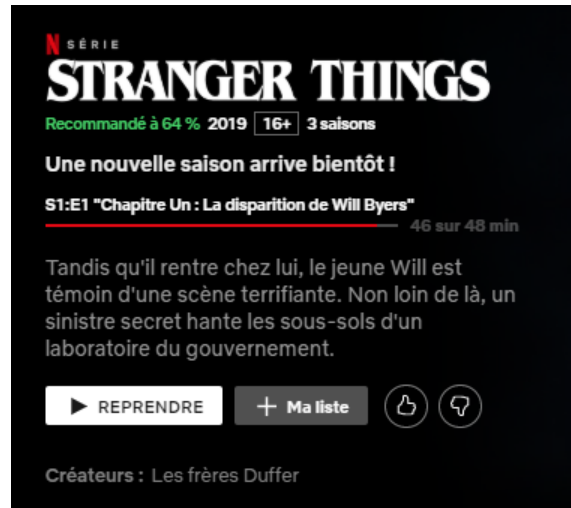 N SÉRIE
STRANGER THINGS
Recommandé à 64 % 2019 16+ 3 saisons
Une nouvelle saison arrive bientôt !
S1:E1 "Chapitre Un : La disparition de Will Byers"
46 sur 48 min
Tandis qu'il rentre chez lui, le jeune Will est
témoin d'une scène terrifiante. Non loin de là, un
sinistre secret hante les sous-sols d'un
laboratoire du gouvernement.
REPRENDRE + Ma liste
Créateurs : Les frères Duffer